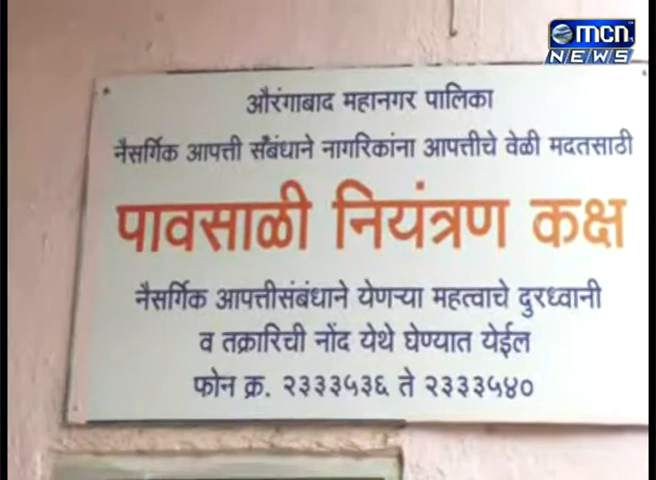 mcn
NEWS
औरंगाबाद महानगर पालिका
नैसर्गिक आपत्ती संबंधाने नागरिकांना आपत्तीचे वेळी मदतसाठी
पावसाळी नियंत्रण कक्ष
नैसर्गिक आपत्तीसंबंधाने येणऱ्या महत्वाचे दुरध्वानी
व तक्रारिची नोंद येथे घेण्यात येईल
फोन क्र. २३३३५३६ ते २३३३५४०